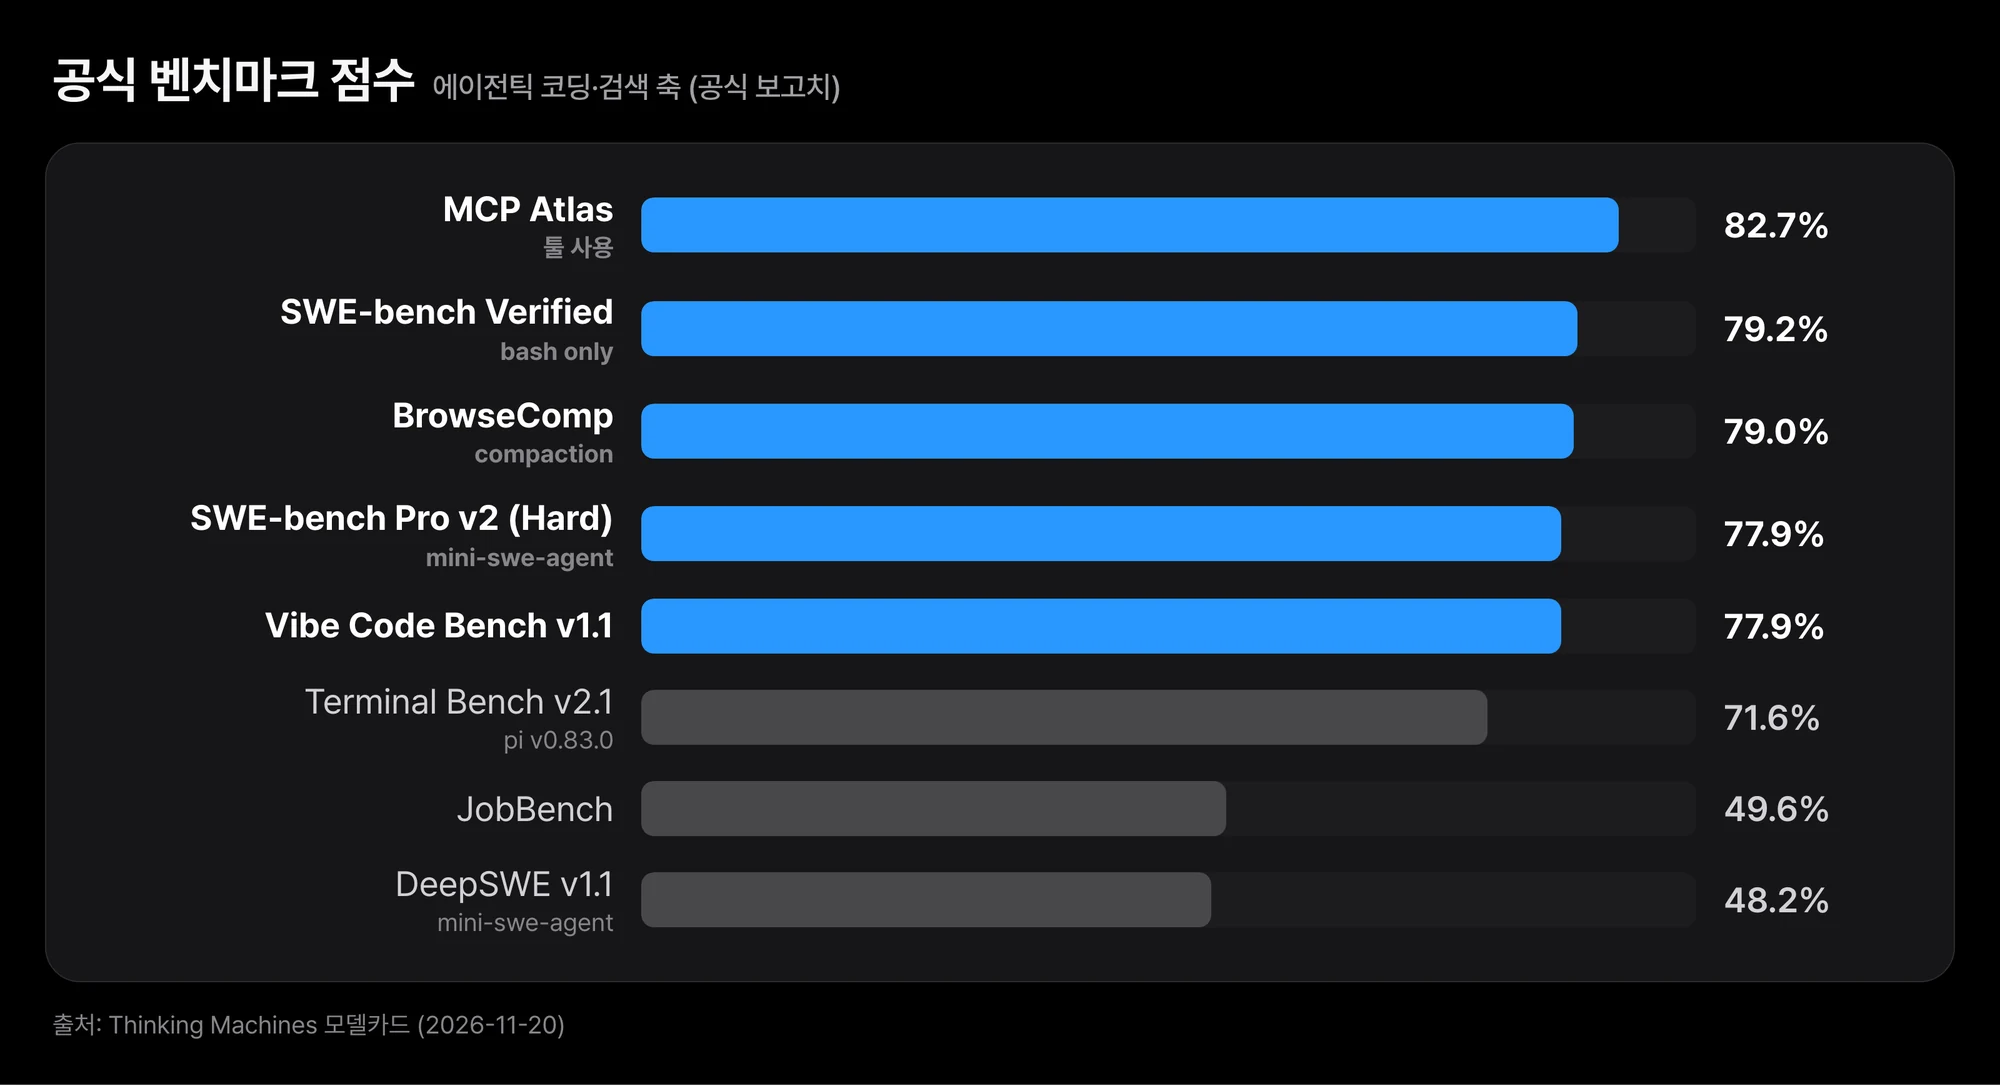 공식 벤치마크 점수 에이전틱 코딩·검색 축 (공식 보고치)
MCP Atlas
툴 사용
82.7%
SWE-bench Verified
bash only
79.2%
BrowseComp
compaction
79.0%
SWE-bench Pro v2 (Hard)
mini-swe-agent
77.9%
Vibe Code Bench v1.1
77.9%
Terminal Bench v2.1
pi v0.83.0
71.6%
JobBench
49.6%
DeepSWE v1.1
mini-swe-agent
48.2%
출처: Thinking Machines 모델카드 (2026-11-20)